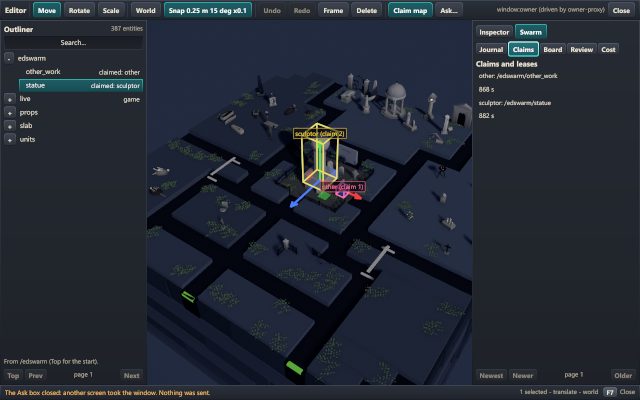 Editor Move Rotate Scale World Snap 0.25 m 15 deg x0.1 Undo Redo Frame Delete Claim map Ask... window:owner (driven by owner-proxy) Close
Outliner 387 entities
Search...
- edswarm
other_work claimed: other
statue claimed: sculptor
+ live game
+ props
+ slab
+ units
From /edswarm (Top for the start).
Top Prev page 1 Next
sculptor (claim 2)
other (claim 1)
Inspector Swarm
Journal Claims Board Review Cost
Claims and leases
other: /edswarm/other_work
868 s
sculptor: /edswarm/statue
882 s
Newest Newer page 1 Older
The Ask box closed: another screen took the window. Nothing was sent.
1 selected - translate - world F7 Close